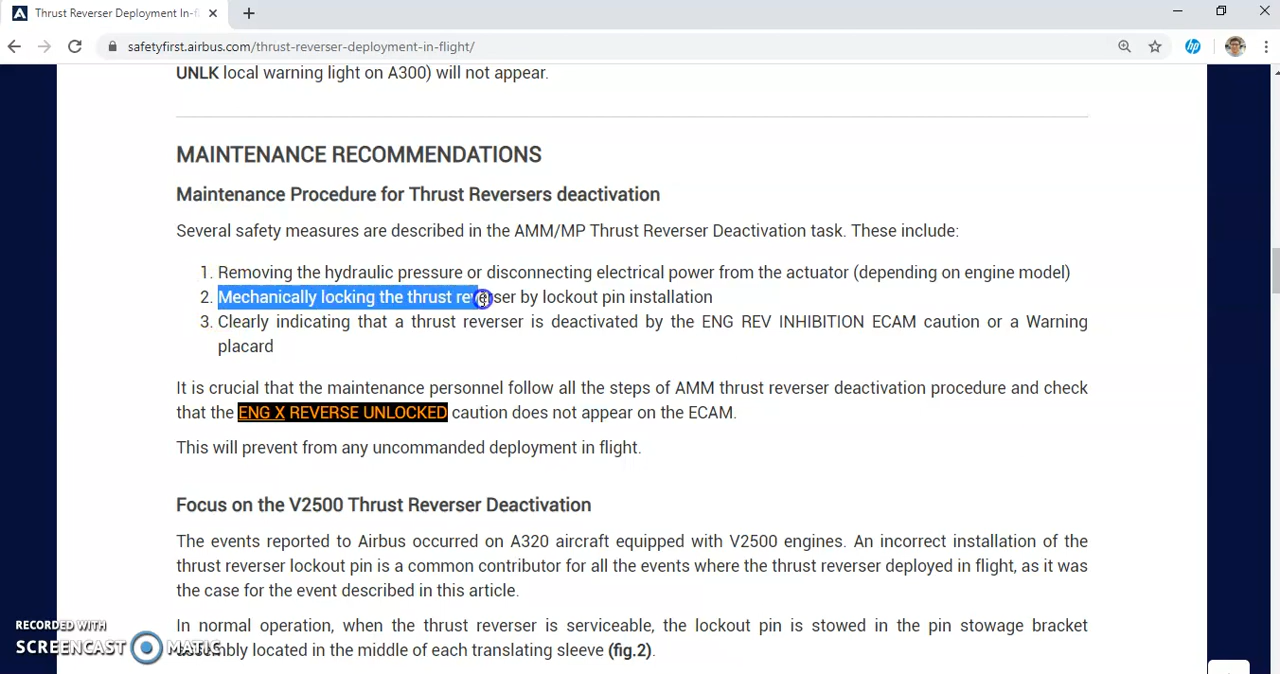 Thrust Reverser Deployment In-f
safetyfirst.airbus.com/thrust-reverser-deployment-in-flight/
UNLK local warning light on A300) will not appear.
MAINTENANCE RECOMMENDATIONS
Maintenance Procedure for Thrust Reversers deactivation
Several safety measures are described in the AMM/MP Thrust Reverser Deactivation task. These include:
1. Removing the hydraulic pressure or disconnecting electrical power from the actuator (depending on engine model)
2. Mechanically locking the thrust reverser by lockout pin installation
3. Clearly indicating that a thrust reverser is deactivated by the ENG REV INHIBITION ECAM caution or a Warning
placard
It is crucial that the maintenance personnel follow all the steps of AMM thrust reverser deactivation procedure and check
that the ENG X REVERSE UNLOCKED caution does not appear on the ECAM.
This will prevent from any uncommanded deployment in flight.
Focus on the V2500 Thrust Reverser Deactivation
The events reported to Airbus occurred on A320 aircraft equipped with V2500 engines. An incorrect installation of the
thrust reverser lockout pin is a common contributor for all the events where the thrust reverser deployed in flight, as it was
the case for the event described in this article.
In normal operation, when the thrust reverser is serviceable, the lockout pin is stowed in the pin stowage bracket
assembly located in the middle of each translating sleeve (fig.2).
RECORDED WITH
SCREENCAST MATIC
hp